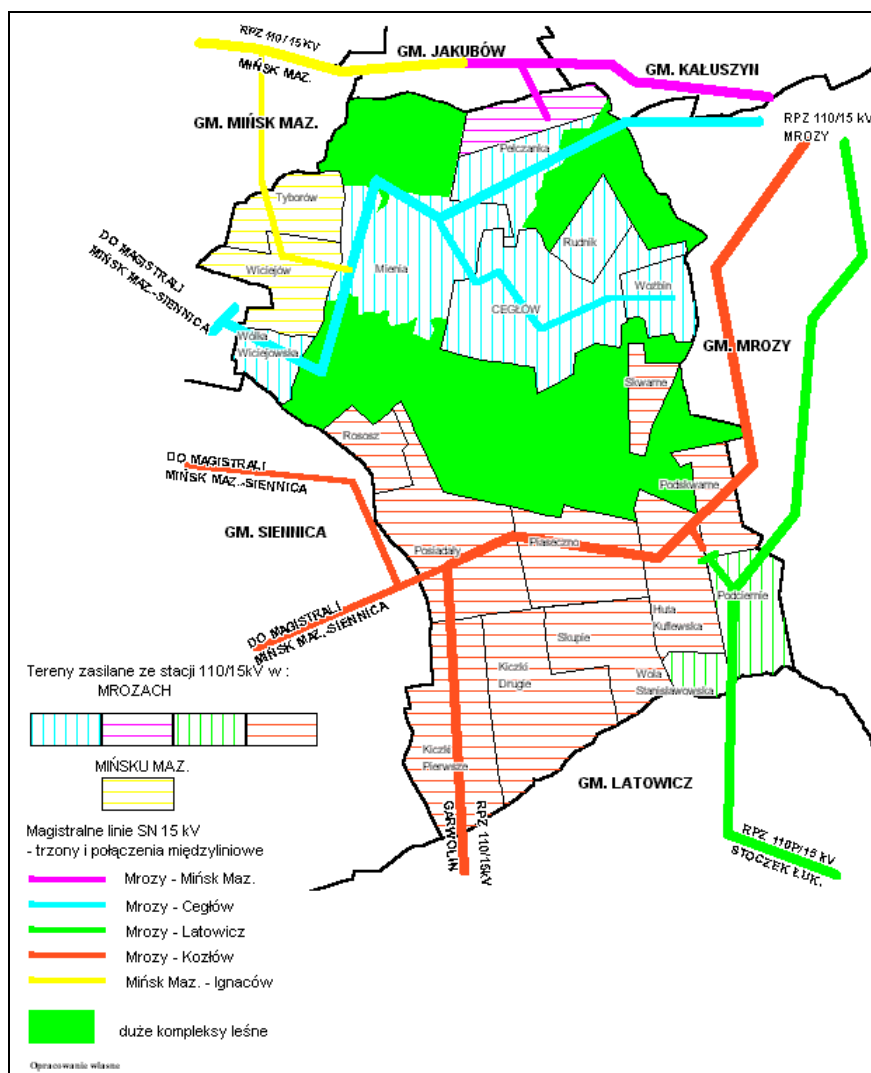 RPZ 110/15 KV
MIŃSK MAZ.
GM. JAKUBÓW
GM. KAŁUSZYN
GM. MIŃSK MAZ.
RPZ 110/15 kV
MROZY
Pełczanka
Tyborów
Rudnik
Wiciejów
Mienia
Woźbin
CEGŁÓW
DO MAGISTRALI
MIŃSK MAZ.-SIENNICA
Wólka
Wiciejowska
GM. MROZY
Skwarne
Rososz
DO MAGISTRALI
MIŃSK MAZ.-SIENNICA
Podskwarne
GM. SIENNICA
Posiadały
Piaseczno
Podciernie
DO MAGISTRALI
MIŃSK MAZ. SIENNICA
Huta
Kuflewska
Skupie
Kiczki
Drugie
Wola
Stanisławowska
Tereny zasilane ze stacji 110/15kV w :
MROZACH
MIŃSKU MAZ.
Kiczki
Pierwsze
GM. LATOWICZ
RPZ 110/15kV
GARWOLIN
RPZ 110P/15 kV
STOCZEK ŁUK.
Magistralne linie SN 15 kV
- trzony i połączenia międzyliniowe
Mrozy - Mińsk Maz.
Mrozy - Cegłów
Mrozy - Latowicz
Mrozy - Kozłów
Mińsk Maz. - Ignaców
duże kompleksy leśne
Opracowanie własne